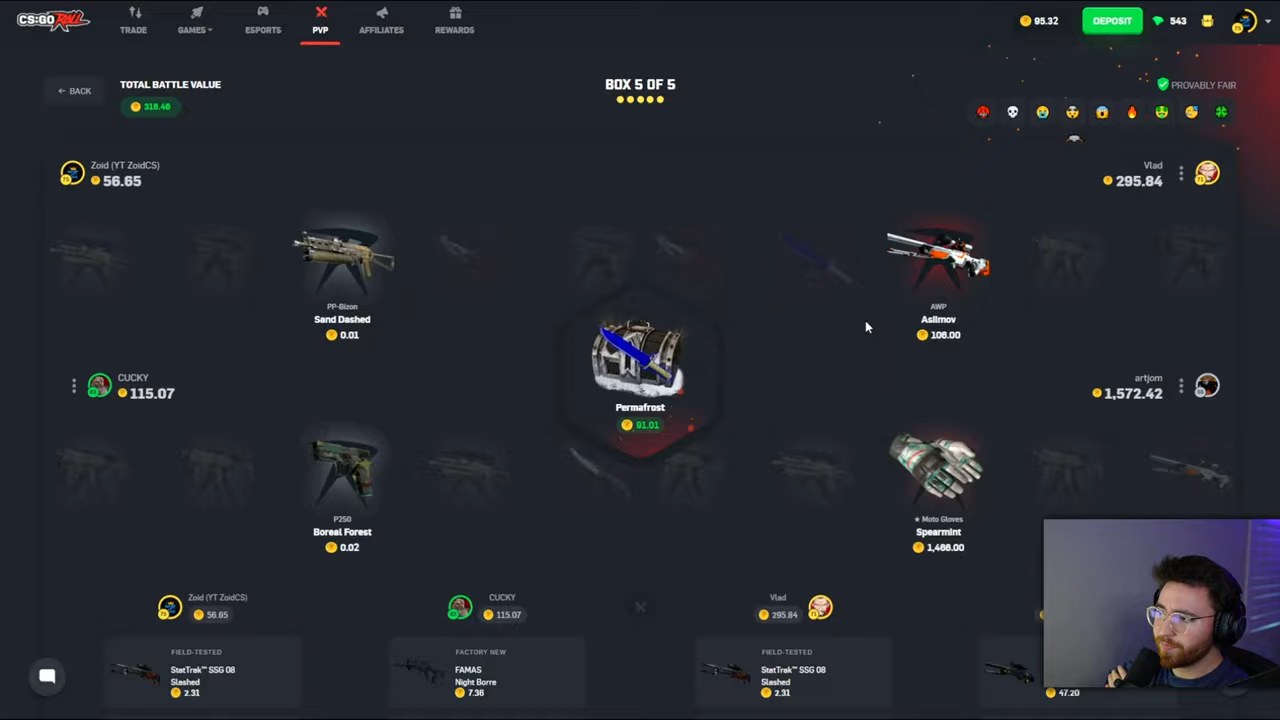 CS:GO ROLL
TRADE
GAMES
ESPORTS
PVP
AFFILIATES
REWARDS
95.32
DEPOSIT
543
75
← BACK
TOTAL BATTLE VALUE
318.46
BOX 5 OF 5
PROVABLY FAIR
Zoid (YT ZoidCS)
56.65
Vlad
295.84
PP-Bizon
Sand Dashed
0.01
AWP
Asiimov
106.00
CUCKY
115.07
Permafrost
91.01
artjom
1,572.42
P250
Boreal Forest
0.02
★ Moto Gloves
Spearmint
1,466.00
Zoid (YT ZoidCS)
56.65
CUCKY
115.07
Vlad
295.84
FIELD-TESTED
StatTrak™ SSG 08
Slashed
2.31
FACTORY NEW
FAMAS
Night Borre
7.36
FIELD-TESTED
StatTrak™ SSG 08
Slashed
2.31
47.20